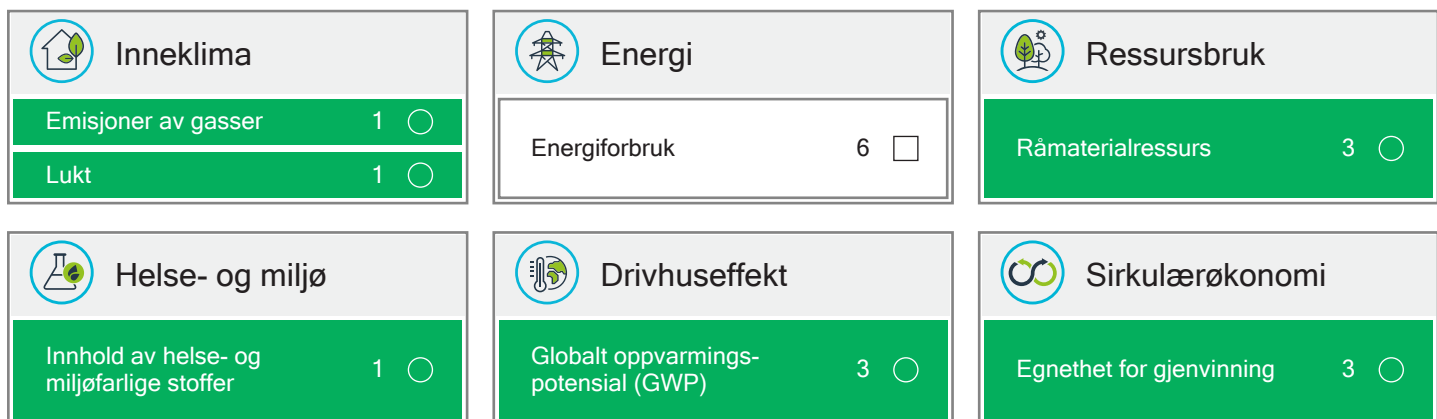 Inneklima
Emisjoner av gasser 1
Lukt 1
Energi
Energiforbruk 6
Ressursbruk
Råmaterialressurs 3
Helse- og miljø
Innhold av helse- og
miljøfarlige stoffer 1
Drivhuseffekt
Globalt oppvarmings-
potensial (GWP) 3
Sirkulærøkonomi
Egnethet for gjenvinning 3